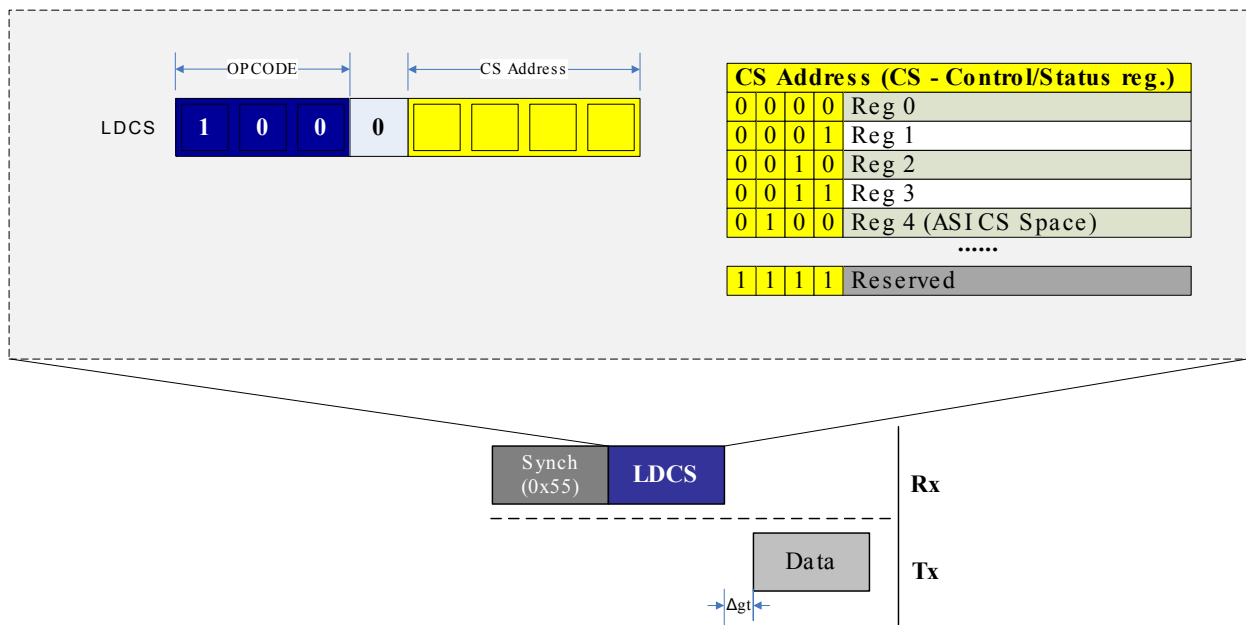 OPCODE
CS Address
LDCS
1 0 0 0
CS Address (CS - Control/Status reg.)
0 0 0 0 Reg 0
0 0 0 1 Reg 1
0 0 1 0 Reg 2
0 0 1 1 Reg 3
0 1 0 0 Reg 4 (ASICS Space)
......
1 1 1 1 Reserved
Synch
(0x55)
LDCS
Rx
Data
Tx
Δgt